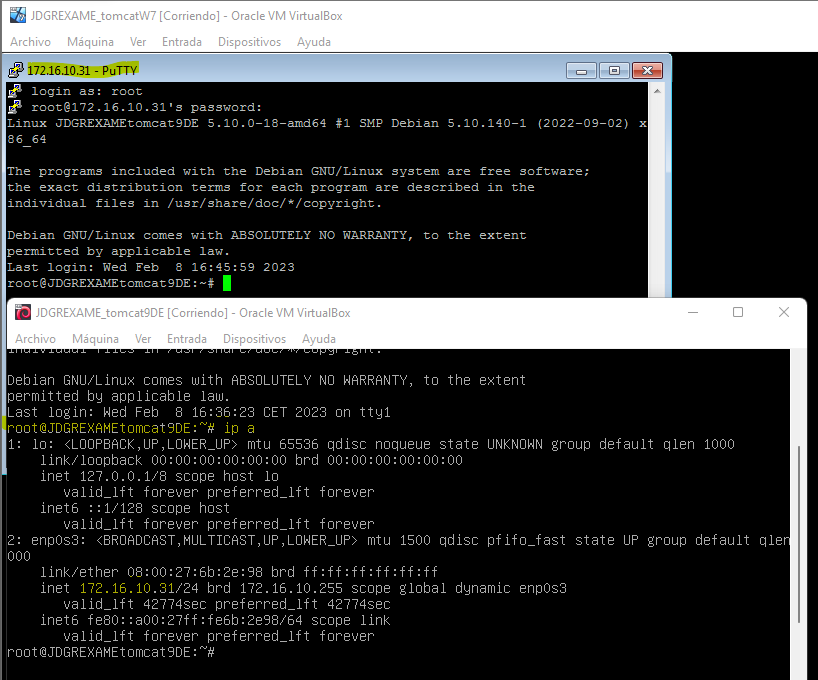 JDGREXAME_tomcatW7 [Corriendo] - Oracle VM VirtualBox
Archivo Máquina Ver Entrada Dispositivos Ayuda
172.16.10.31 - PuTTY
login as: root
root@172.16.10.31's password:
Linux JDGREXAMEtomcat9DE 5.10.0-18-amd64 #1 SMP Debian 5.10.140-1 (2022-09-02) x
86_64
The programs included with the Debian GNU/Linux system are free software;
the exact distribution terms for each program are described in the
individual files in /usr/share/doc/*/copyright.
Debian GNU/Linux comes with ABSOLUTELY NO WARRANTY, to the extent
permitted by applicable law.
Last login: Wed Feb  8 16:45:59 2023
root@JDGREXAMEtomcat9DE:~#
JDGREXAME_tomcat9DE [Corriendo] - Oracle VM VirtualBox
Archivo Máquina Ver Entrada Dispositivos Ayuda
individual files in /usr/share/doc/*/copyright.
Debian GNU/Linux comes with ABSOLUTELY NO WARRANTY, to the extent
permitted by applicable law.
Last login: Wed Feb  8 16:36:23 CET 2023 on tty1
root@JDGREXAMEtomcat9DE:~# ip a
1: lo: <LOOPBACK,UP,LOWER_UP> mtu 65536 qdisc noqueue state UNKNOWN group default qlen 1000
link/loopback 00:00:00:00:00:00 brd 00:00:00:00:00:00
inet 127.0.0.1/8 scope host lo
valid_lft forever preferred_lft forever
inet6 ::1/128 scope host
valid_lft forever preferred_lft forever
2: enp0s3: <BROADCAST,MULTICAST,UP,LOWER_UP> mtu 1500 qdisc pfifo_fast state UP group default qlen
000
link/ether 08:00:27:6b:2e:98 brd ff:ff:ff:ff:ff:ff
inet 172.16.10.31/24 brd 172.16.10.255 scope global dynamic enp0s3
valid_lft 42774sec preferred_lft 42774sec
inet6 fe80::a00:27ff:fe6b:2e98/64 scope link
valid_lft forever preferred_lft forever
root@JDGREXAMEtomcat9DE:~#